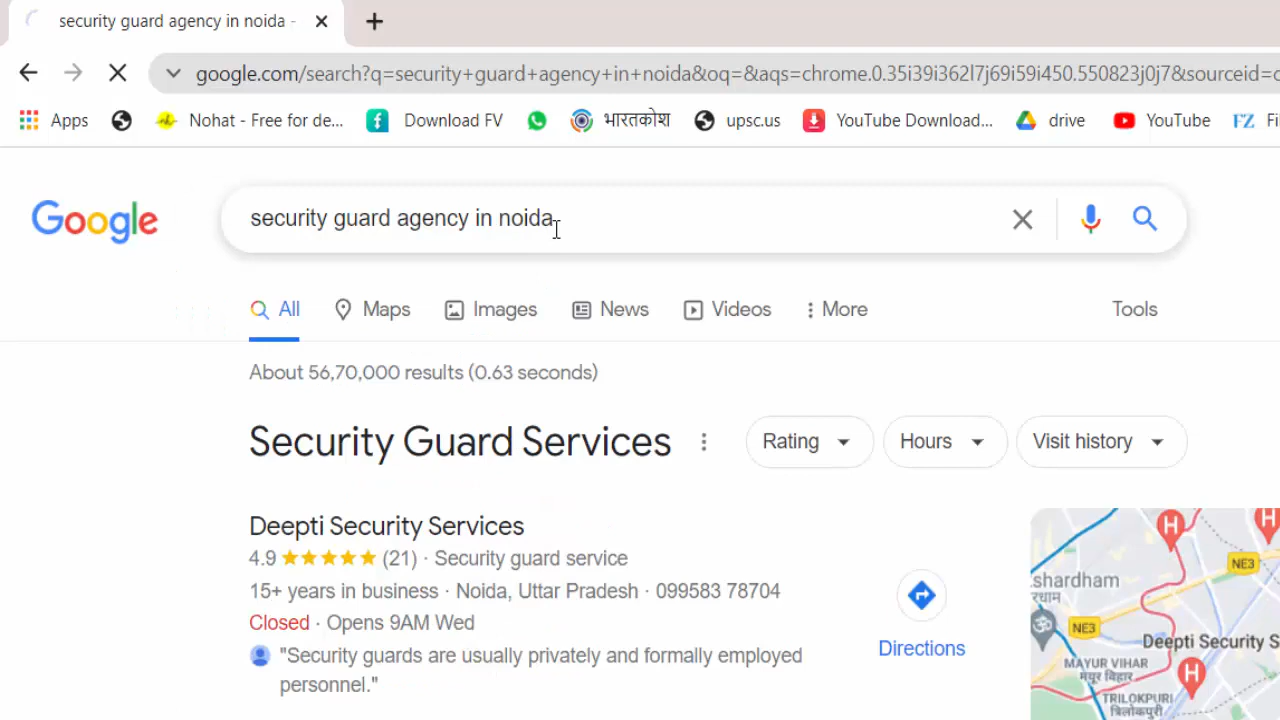 security guard agency in noida -
google.com/search?q=security+guard+agency+in+noida&oq=&aqs=chrome.0.35i39i362l7j69i59i450.550823j0j7&sourceid=c
Apps Nohat - Free for de... Download FV भारतकोश upsc.us YouTube Download... drive YouTube FZ Fi
Google security guard agency in noida
All Maps Images News Videos More Tools
About 56,70,000 results (0.63 seconds)
Security Guard Services Rating Hours Visit history
Deepti Security Services
4.9 (21) · Security guard service
15+ years in business · Noida, Uttar Pradesh · 099583 78704
Closed · Opens 9AM Wed
"Security guards are usually privately and formally employed
personnel."
Directions
H H
NE3
shardham
रधाम
NE3
Deepti Security S
MAYUR VIHAR
मयूर विहार
H
TRILOKPURI
त्रिलोकपुरी